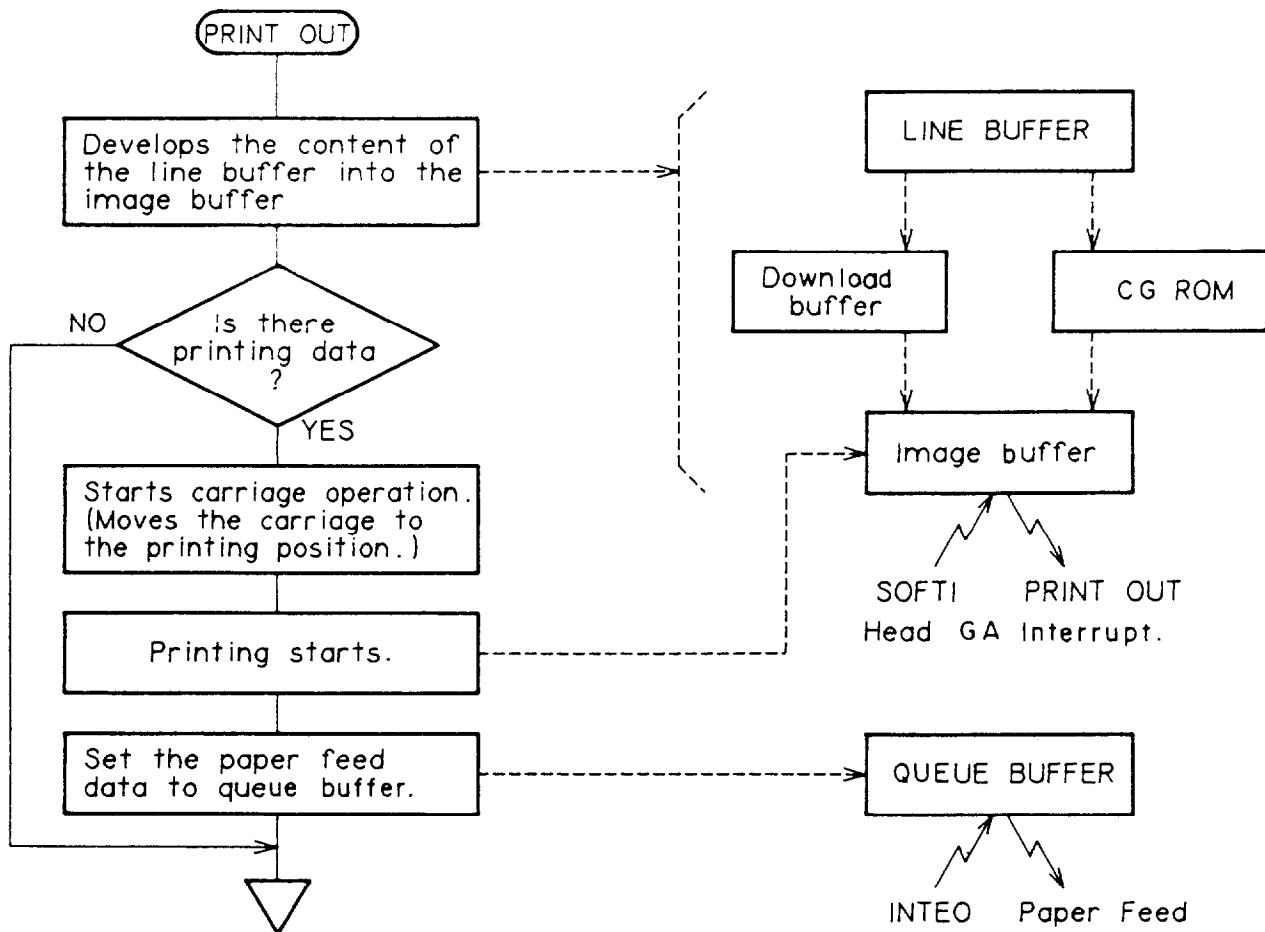 PRINT OUT
Develops the content of
the line buffer into the
image buffer
NO
Is there
printing data
?
YES
Starts carriage operation.
(Moves the carriage to
the printing position.)
Printing starts.
Set the paper feed
data to queue buffer.
LINE BUFFER
Download
buffer
CG ROM
Image buffer
SOFTI PRINT OUT
Head GA Interrupt.
QUEUE BUFFER
INTEO Paper Feed